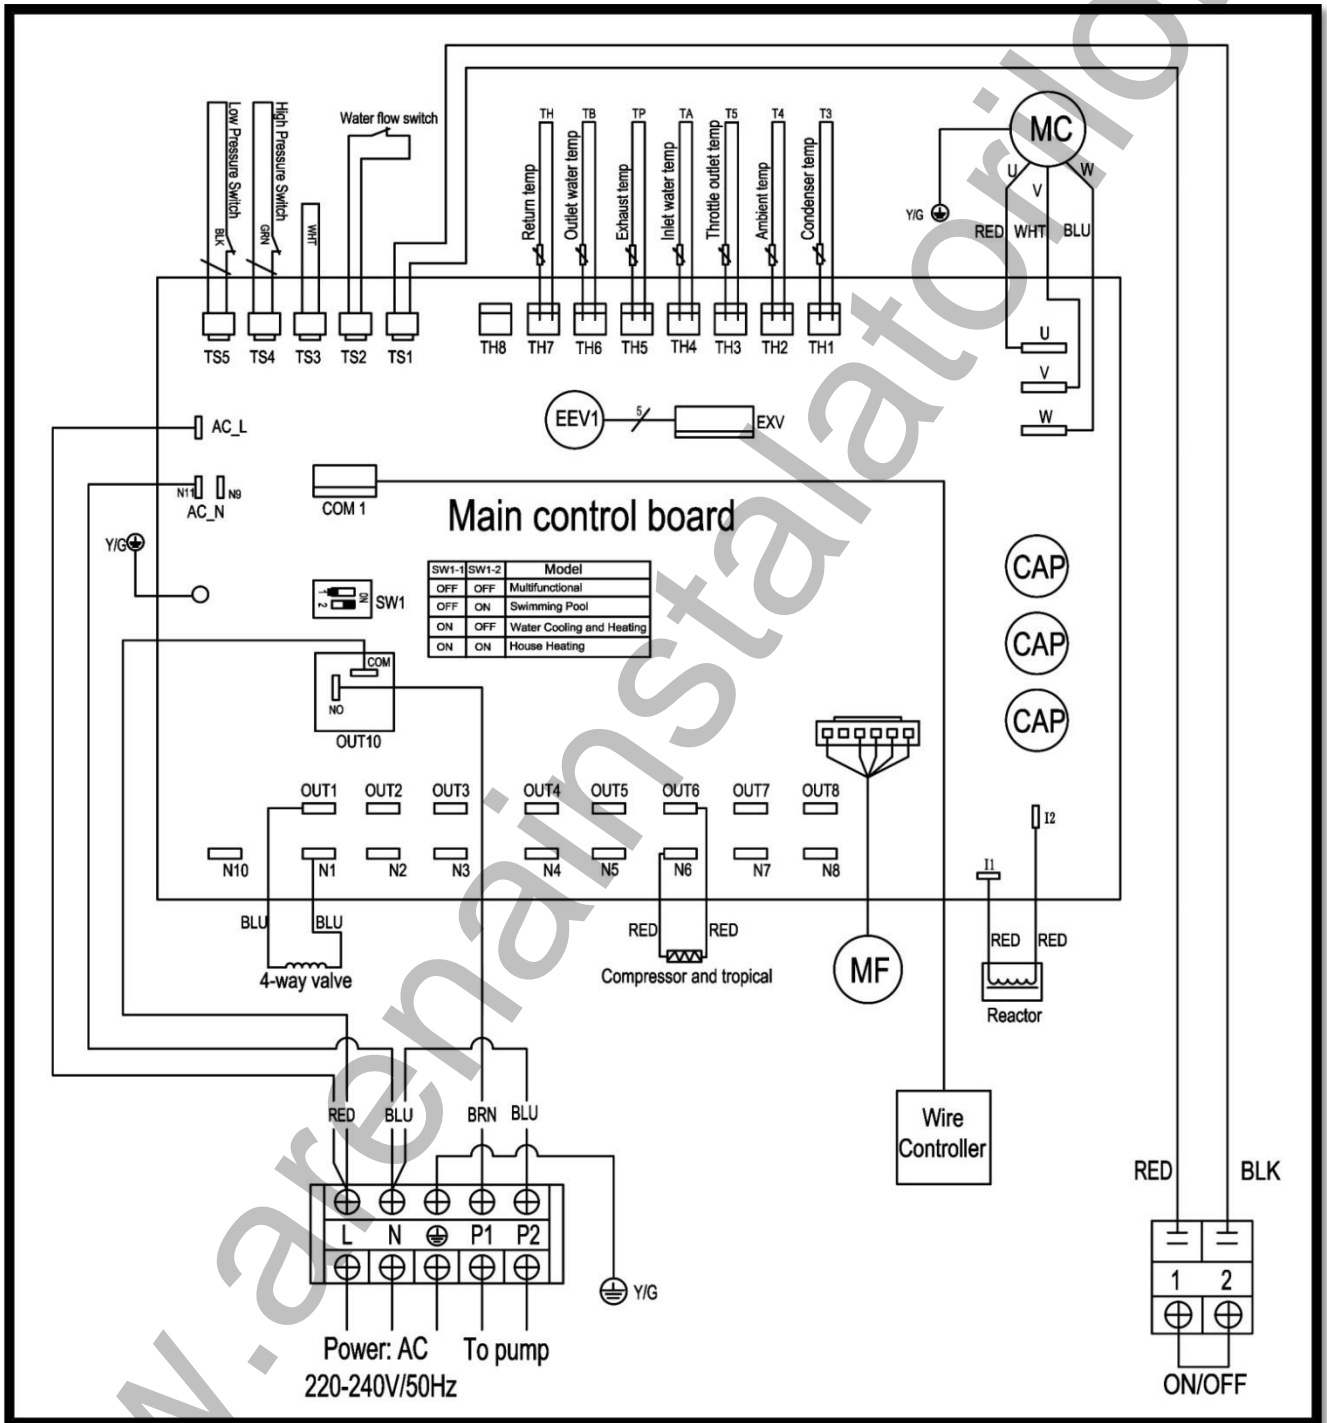 Low Pressure Switch
BLK
High Pressure Switch
GRN
WHT
Water flow switch
TH
TB
TP
TA
T5
T4
T3
Return temp
Outlet water temp
Exhaust temp
Inlet water temp
Throttle outlet temp
Ambient temp
Condenser temp
MC
U
V
W
Y/G
RED
WHT
BLU
TS5
TS4
TS3
TS2
TS1
TH8
TH7
TH6
TH5
TH4
TH3
TH2
TH1
U
V
W
EEV1
5
EXV
AC_L
N11
N9
AC_N
COM 1
Main control board
Y/G
1
2
ON
SW1
SW1-1 SW1-2 Model
OFF OFF Multifunctional
OFF ON Swimming Pool
ON OFF Water Cooling and Heating
ON ON House Heating
CAP
CAP
CAP
COM
NO
OUT10
OUT1
OUT2
OUT3
OUT4
OUT5
OUT6
OUT7
OUT8
I2
N10
N1
N2
N3
N4
N5
N6
N7
N8
I1
BLU
BLU
4-way valve
RED
RED
Compressor and tropical
MF
RED
RED
Reactor
RED
BLU
BRN
BLU
Wire
Controller
RED
BLK
L
N
P1
P2
Y/G
1
2
Power: AC
220-240V/50Hz
To pump
ON/OFF
w.arenainstalatorilo